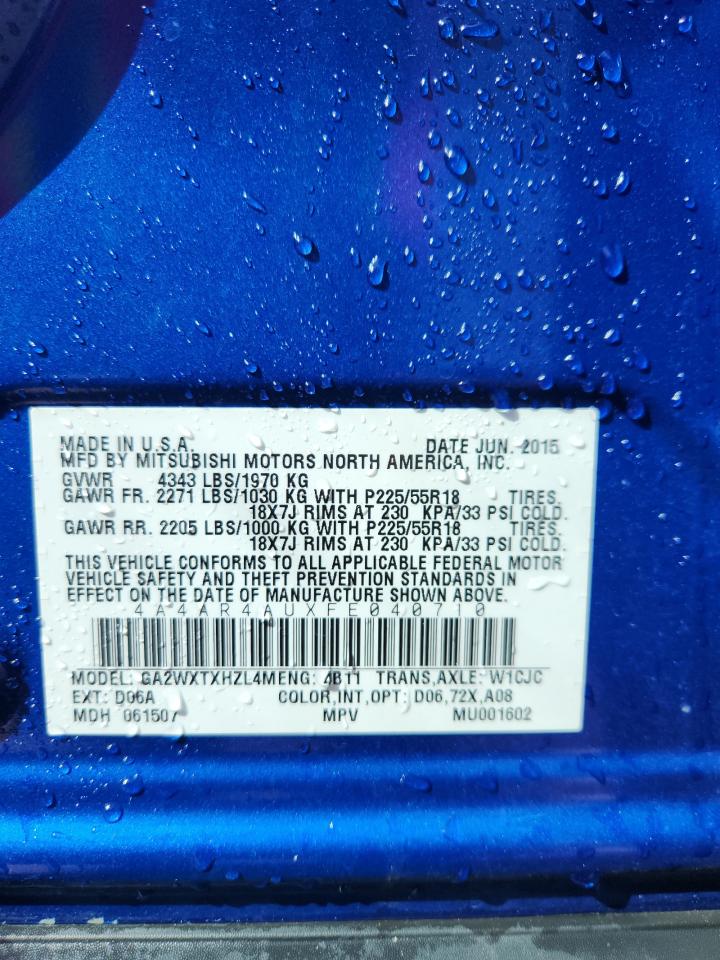 MADE IN U.S.A. DATE JUN. 2015
MFD BY MITSUBISHI MOTORS NORTH AMERICA, INC.
GVWR 4343 LBS/1970 KG
GAWR FR. 2271 LBS/1030 KG WITH P225/55R18 TIRES.
18X7J RIMS AT 230 KPA/33 PSI COLD.
GAWR RR. 2205 LBS/1000 KG WITH P225/55R18 TIRES.
18X7J RIMS AT 230 KPA/33 PSI COLD.
THIS VEHICLE CONFORMS TO ALL APPLICABLE FEDERAL MOTOR
VEHICLE SAFETY AND THEFT PREVENTION STANDARDS IN
EFFECT ON THE DATE OF MANUFACTURE SHOWN ABOVE.
4A4AR4AUXFE040710
MODEL: GA2WXTXHZL4M ENG: 4B11 TRANS,AXLE: W1CJC
EXT: D06A COLOR,INT,OPT: D06,72X,A08
MDH 061507 MPV MU001602